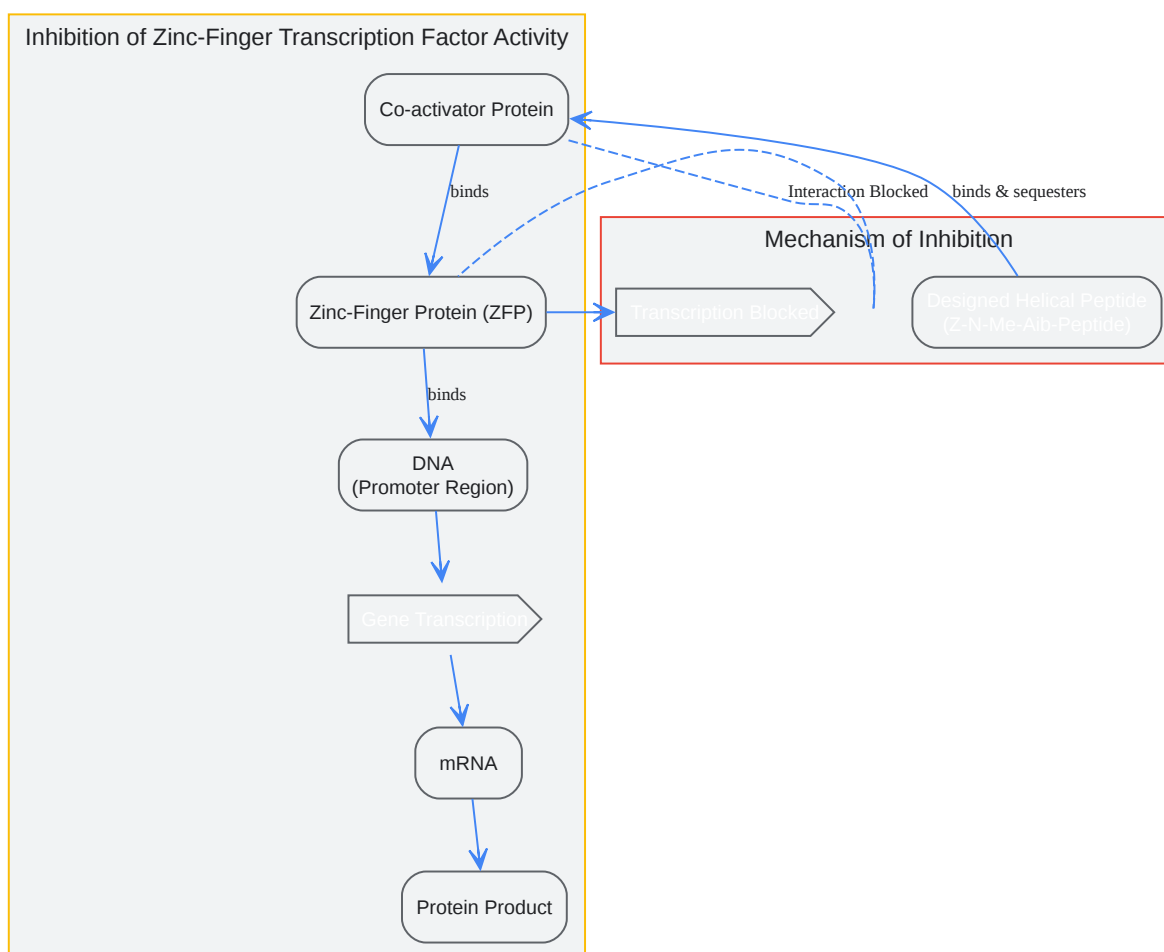 Inhibition of Zinc-Finger Transcription Factor Activity
Co-activator Protein
binds
Interaction Blocked
binds & sequesters
Mechanism of Inhibition
Zinc-Finger Protein (ZFP)
Transcription Blocked
Designed Helical Peptide
(Z-N-Me-Aib-Peptide)
binds
DNA
(Promoter Region)
Gene Transcription
mRNA
Protein Product